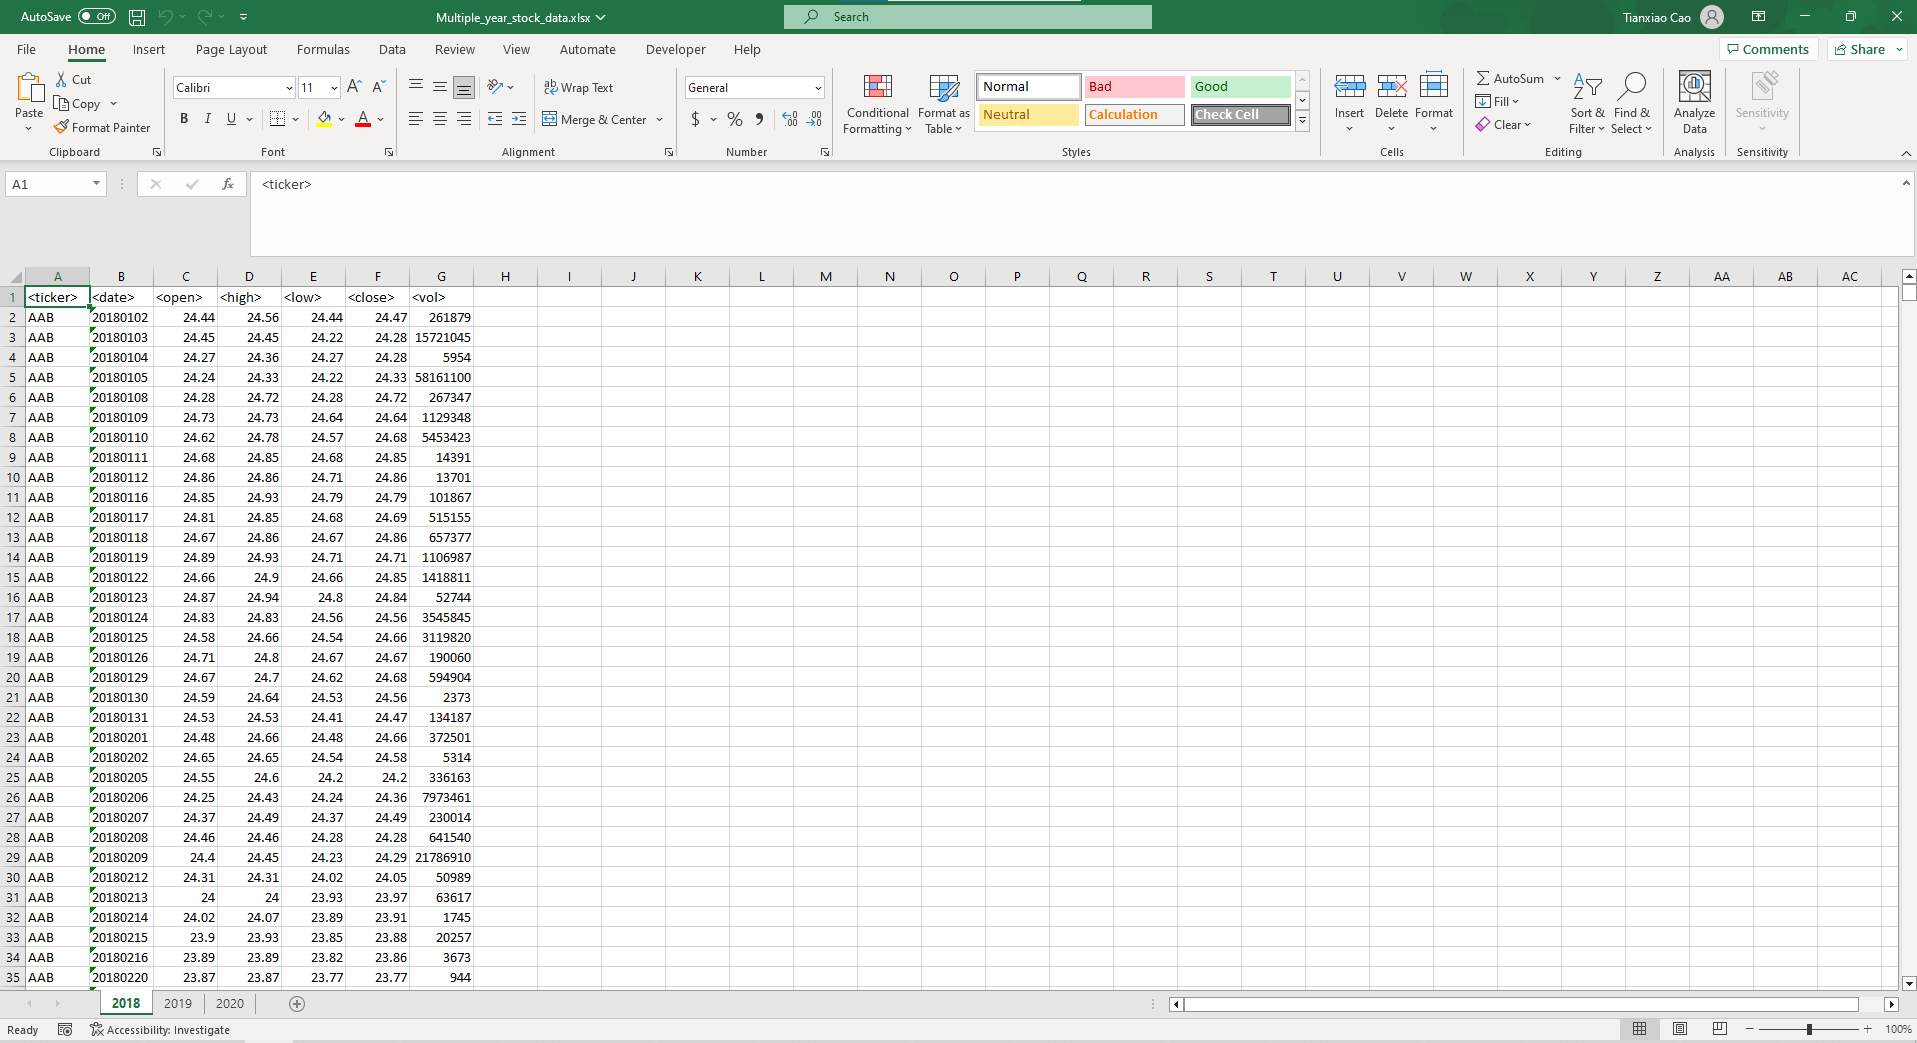 AutoSave Off Multiple_year_stock_data.xlsx Search Tianxiao Cao
File Home Insert Page Layout Formulas Data Review View Automate Developer Help Comments Share
Paste Cut Copy Format Painter
Clipboard
Calibri 11 A A
B I U A
Font
Wrap Text
Merge & Center
Alignment
General
$ % 9 .00 .00
Number
Conditional Formatting Format as Table
Normal Bad Good
Neutral Calculation Check Cell
Styles
Insert Delete Format
Cells
AutoSum Fill Clear
Sort & Filter Find & Select
Editing
Analyze Data
Analysis
Sensitivity
Sensitivity
A1 fx <ticker>
A B C D E F G H I J K L M N O P Q R S T U V W X Y Z AA AB AC
1 <ticker> <date> <open> <high> <low> <close> <vol>
2 AAB 20180102 24.44 24.56 24.44 24.47 261879
3 AAB 20180103 24.45 24.45 24.22 24.28 15721045
4 AAB 20180104 24.27 24.36 24.27 24.28 5954
5 AAB 20180105 24.24 24.33 24.22 24.33 58161100
6 AAB 20180108 24.28 24.72 24.28 24.72 267347
7 AAB 20180109 24.73 24.73 24.64 24.64 1129348
8 AAB 20180110 24.62 24.78 24.57 24.68 5453423
9 AAB 20180111 24.68 24.85 24.68 24.85 14391
10 AAB 20180112 24.86 24.86 24.71 24.86 13701
11 AAB 20180116 24.85 24.93 24.79 24.79 101867
12 AAB 20180117 24.81 24.85 24.68 24.69 515155
13 AAB 20180118 24.67 24.86 24.67 24.86 657377
14 AAB 20180119 24.89 24.93 24.71 24.71 1106987
15 AAB 20180122 24.66 24.9 24.66 24.85 1418811
16 AAB 20180123 24.87 24.94 24.8 24.84 52744
17 AAB 20180124 24.83 24.83 24.56 24.56 3545845
18 AAB 20180125 24.58 24.66 24.54 24.66 3119820
19 AAB 20180126 24.71 24.8 24.67 24.67 190060
20 AAB 20180129 24.67 24.7 24.62 24.68 594904
21 AAB 20180130 24.59 24.64 24.53 24.56 2373
22 AAB 20180131 24.53 24.53 24.41 24.47 134187
23 AAB 20180201 24.48 24.66 24.48 24.66 372501
24 AAB 20180202 24.65 24.65 24.54 24.58 5314
25 AAB 20180205 24.55 24.6 24.2 24.2 336163
26 AAB 20180206 24.25 24.43 24.24 24.36 7973461
27 AAB 20180207 24.37 24.49 24.37 24.49 230014
28 AAB 20180208 24.46 24.46 24.28 24.28 641540
29 AAB 20180209 24.4 24.45 24.23 24.29 21786910
30 AAB 20180212 24.31 24.31 24.02 24.05 50989
31 AAB 20180213 24 24 23.93 23.97 63617
32 AAB 20180214 24.02 24.07 23.89 23.91 1745
33 AAB 20180215 23.9 23.93 23.85 23.88 20257
34 AAB 20180216 23.89 23.89 23.82 23.86 3673
35 AAB 20180220 23.87 23.87 23.77 23.77 944
2018 2019 2020
Ready Accessibility: Investigate 100%